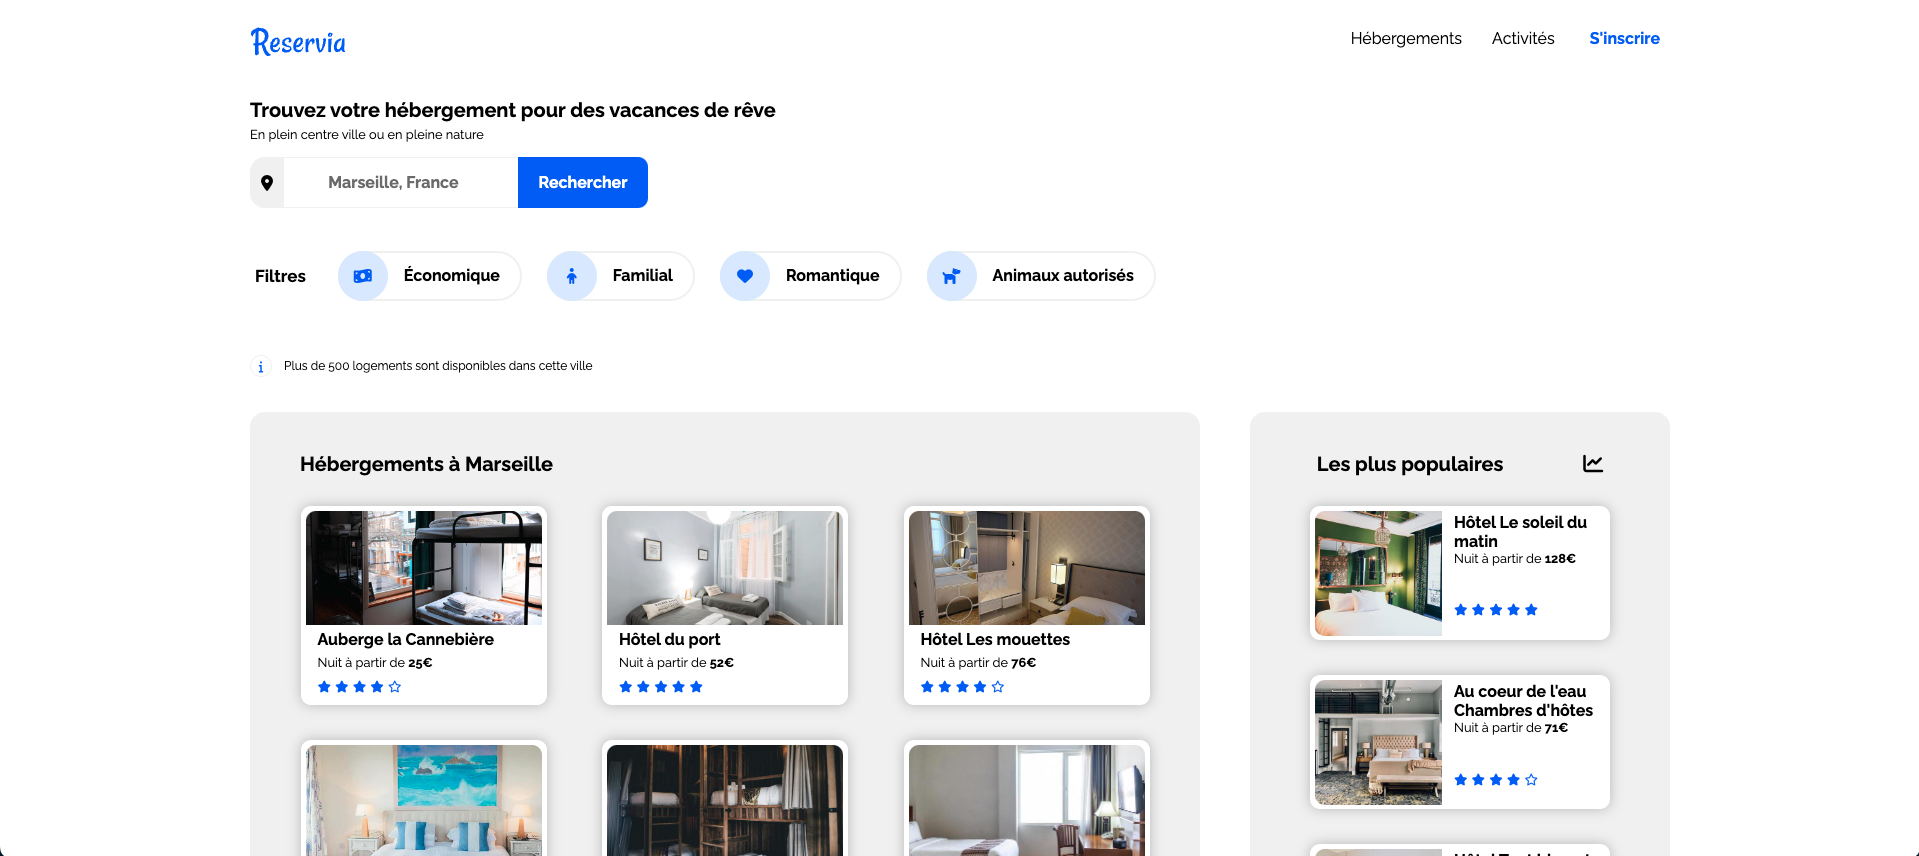 Reservia
Hébergements
Activités
S'inscrire
Trouvez votre hébergement pour des vacances de rêve
En plein centre ville ou en pleine nature
Marseille, France
Rechercher
Filtres
Économique
Familial
Romantique
Animaux autorisés
Plus de 500 logements sont disponibles dans cette ville
Hébergements à Marseille
Auberge la Cannebière
Nuit à partir de 25€
Hôtel du port
Nuit à partir de 52€
Hôtel Les mouettes
Nuit à partir de 76€
Les plus populaires
Hôtel Le soleil du
matin
Nuit à partir de 128€
Au coeur de l'eau
Chambres d'hôtes
Nuit à partir de 71€